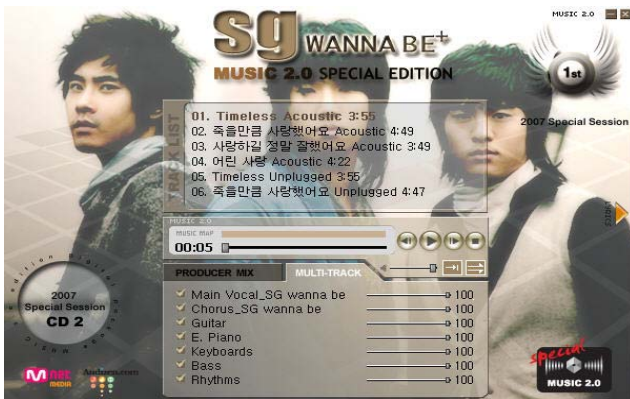 MUSIC 2.0
sg WANNA BE+
MUSIC 2.0 SPECIAL EDITION
1st
2007 Special Session
TRACK LIST
01. Timeless Acoustic 3:55
02. 죽을만큼 사랑했어요 Acoustic 4:49
03. 사랑하길 정말 잘했어요 Acoustic 3:49
04. 어린 사랑 Acoustic 4:22
05. Timeless Unplugged 3:55
06. 죽을만큼 사랑했어요 Unplugged 4:47
MUSIC 2.0
MUSIC MAP
00:05
PRODUCER MIX
MULTI-TRACK
Main Vocal_SG wanna be 100
Chorus_SG wanna be 100
Guitar 100
E. Piano 100
Keyboards 100
Bass 100
Rhythms 100
2007
Special Session
CD 2
Mnet
MEDIA
Audizen.com
special
MUSIC 2.0